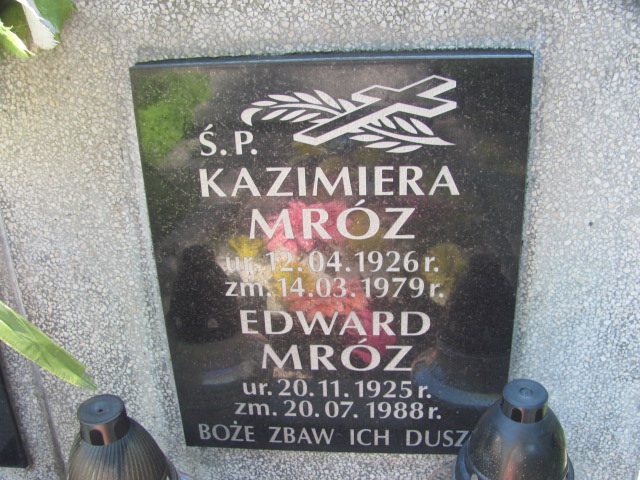 Ś.P.
KAZIMIERA
MRÓZ
ur. 12.04.1926 r.
zm. 14.03.1979 r.
EDWARD
MRÓZ
ur. 20.11.1925 r.
zm. 20.07.1988 r.
BOŻE ZBAW ICH